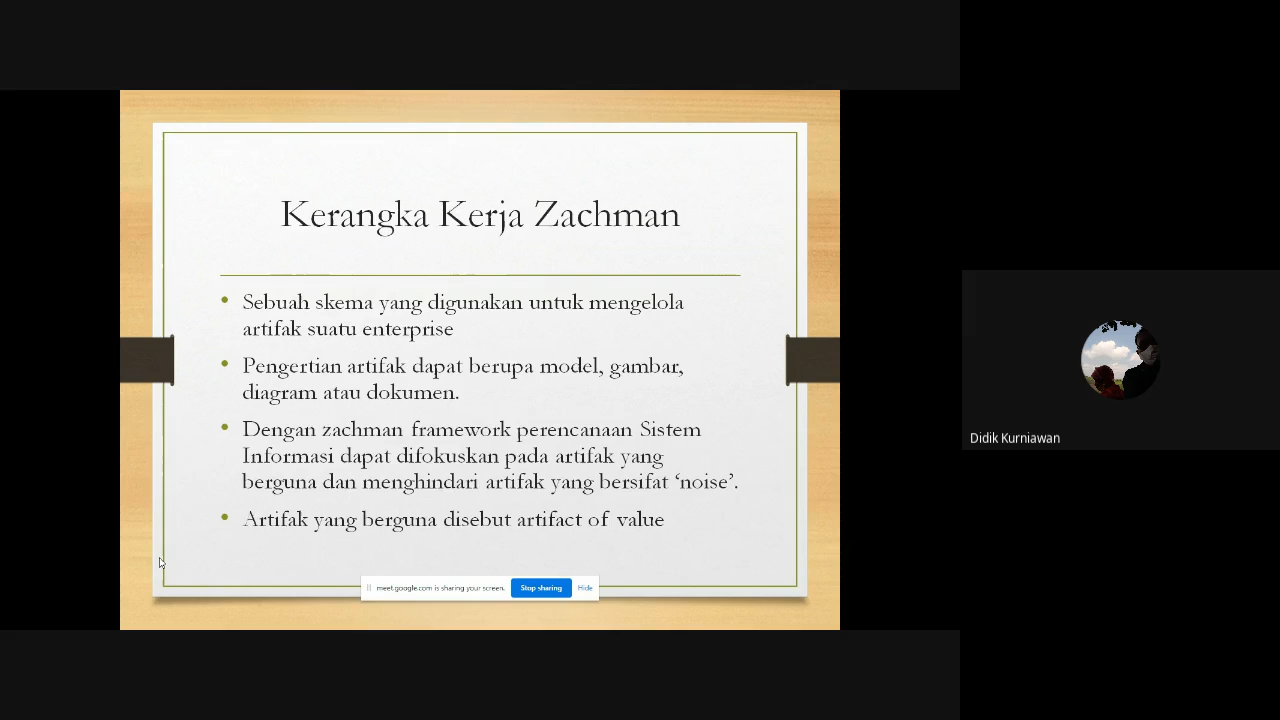 Kerangka Kerja Zachman
• Sebuah skema yang digunakan untuk mengelola
artifak suatu enterprise
• Pengertian artifak dapat berupa model, gambar,
diagram atau dokumen.
• Dengan zachman framework perencanaan Sistem
Informasi dapat difokuskan pada artifak yang
berguna dan menghindari artifak yang bersifat ‘noise’.
• Artifak yang berguna disebut artifact of value
meet.google.com is sharing your screen. Stop sharing Hide
Didik Kurniawan